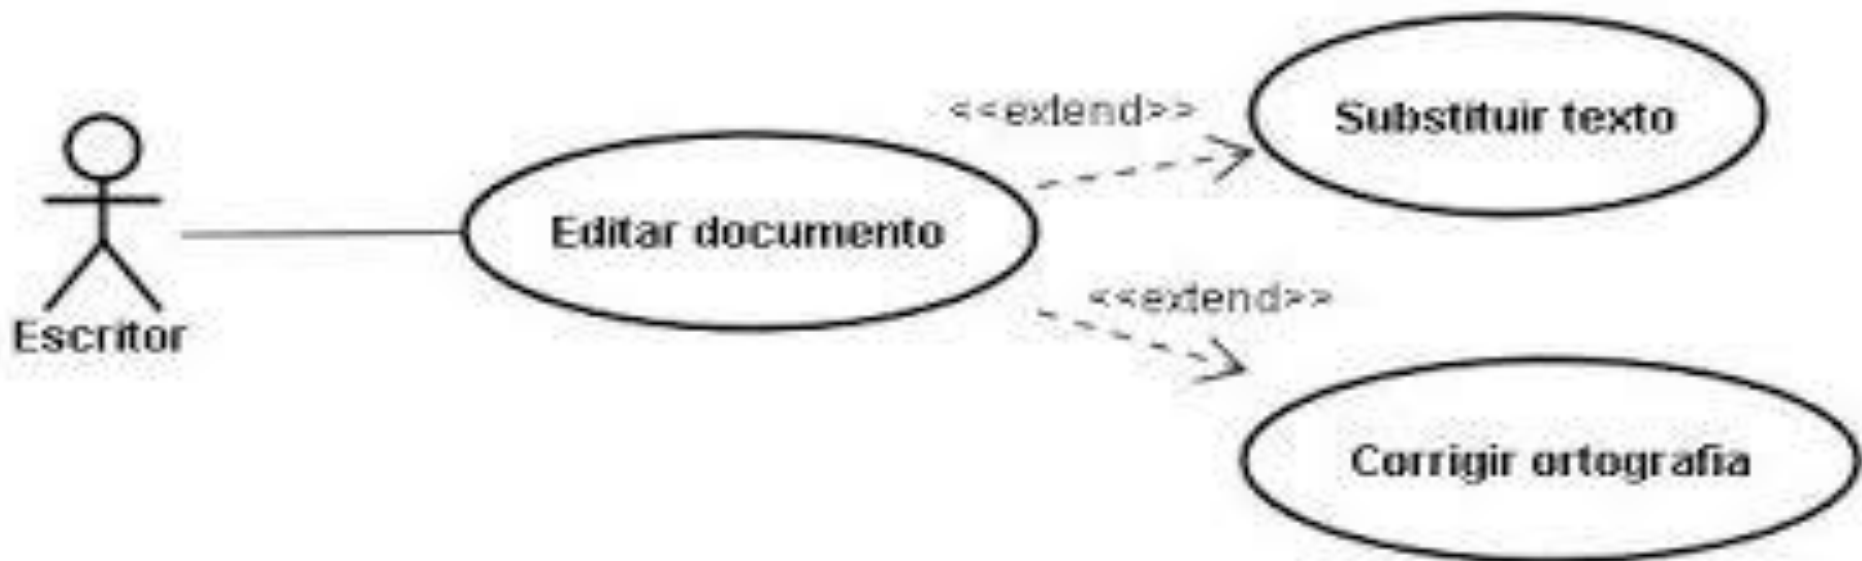 <<extend>>
Substituir texto
Editar documento
<<extend>>
Escritor
Corrigir ortografia